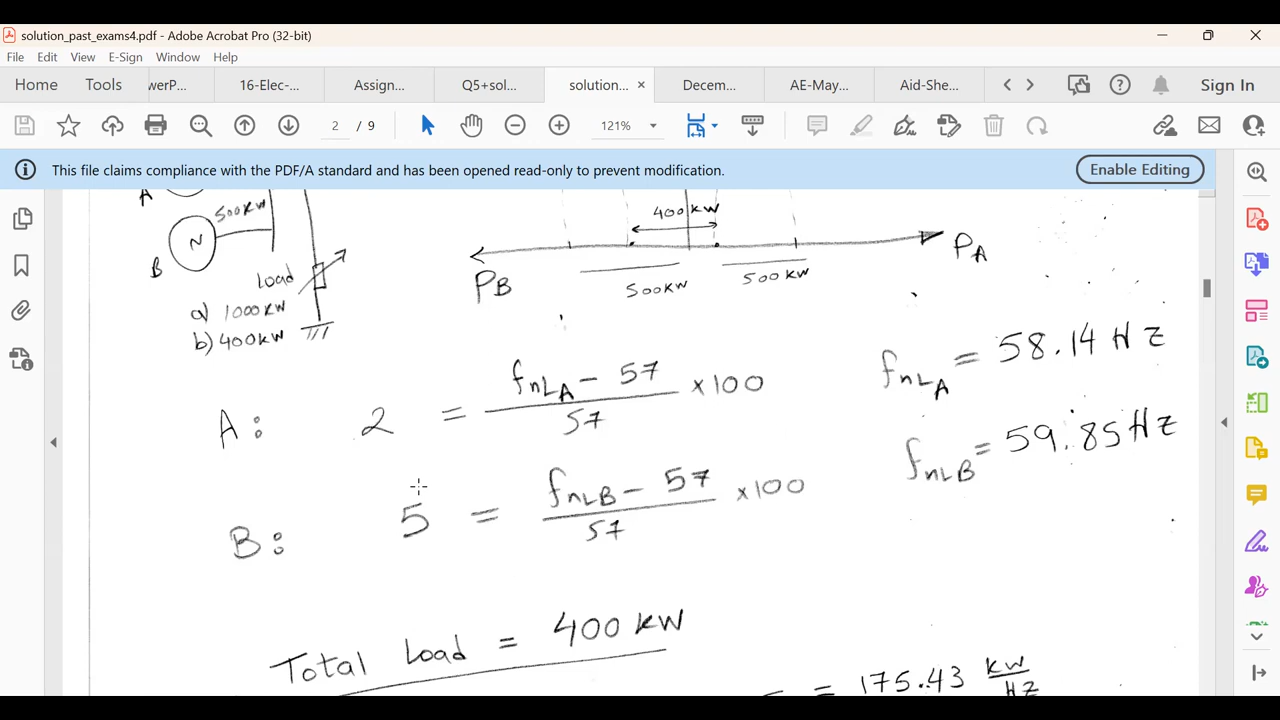 solution_past_exams4.pdf - Adobe Acrobat Pro (32-bit)
File Edit View E-Sign Window Help
Home Tools werP... 16-Elec-... Assign... Q5+sol... solution... × Decem... AE-May... Aid-She... Sign In
2 / 9 121%
This file claims compliance with the PDF/A standard and has been opened read-only to prevent modification. Enable Editing
A
500kW
N
B
Load
a) 1000kW
b) 400kW
400kW
PB PA
500kW 500kW
A: 2 = fnLA - 57 / 57 × 100 fnLA = 58.14 HZ
B: 5 = fnLB - 57 / 57 × 100 fnLB = 59.85 HZ
Total Load = 400 kW
= 175.43 kW/HZ